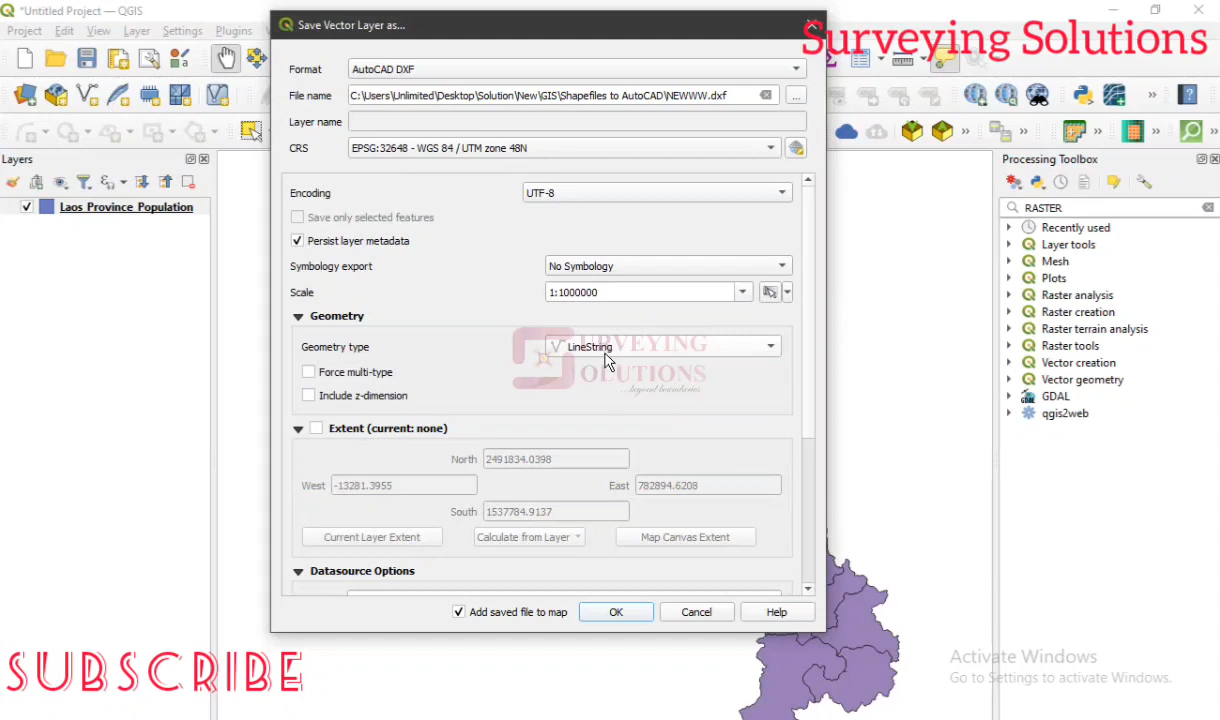 *Untitled Project — QGIS
Project Edit View Layer Settings Plugins
Surveying Solutions
Save Vector Layer as...
Format AutoCAD DXF
File name C:\Users\Unlimited\Desktop\Solution\New\GIS\Shapefiles to AutoCAD\NEWWW.dxf ...
Layer name
CRS EPSG:32648 - WGS 84 / UTM zone 48N
Encoding UTF-8
Save only selected features
Persist layer metadata
Symbology export No Symbology
Scale 1:1000000
Geometry
Geometry type LineString
Force multi-type
Include z-dimension
SURVEYING
SOLUTIONS
...beyond boundaries
Extent (current: none)
North 2491834.0398
West -13281.3955 East 782894.6208
South 1537784.9137
Current Layer Extent Calculate from Layer Map Canvas Extent
Datasource Options
Add saved file to map OK Cancel Help
Layers
Laos Province Population
Processing Toolbox
RASTER
Recently used
Layer tools
Mesh
Plots
Raster analysis
Raster creation
Raster terrain analysis
Raster tools
Vector creation
Vector geometry
GDAL
qgis2web
SUBSCRIBE
Activate Windows
Go to Settings to activate Windows.